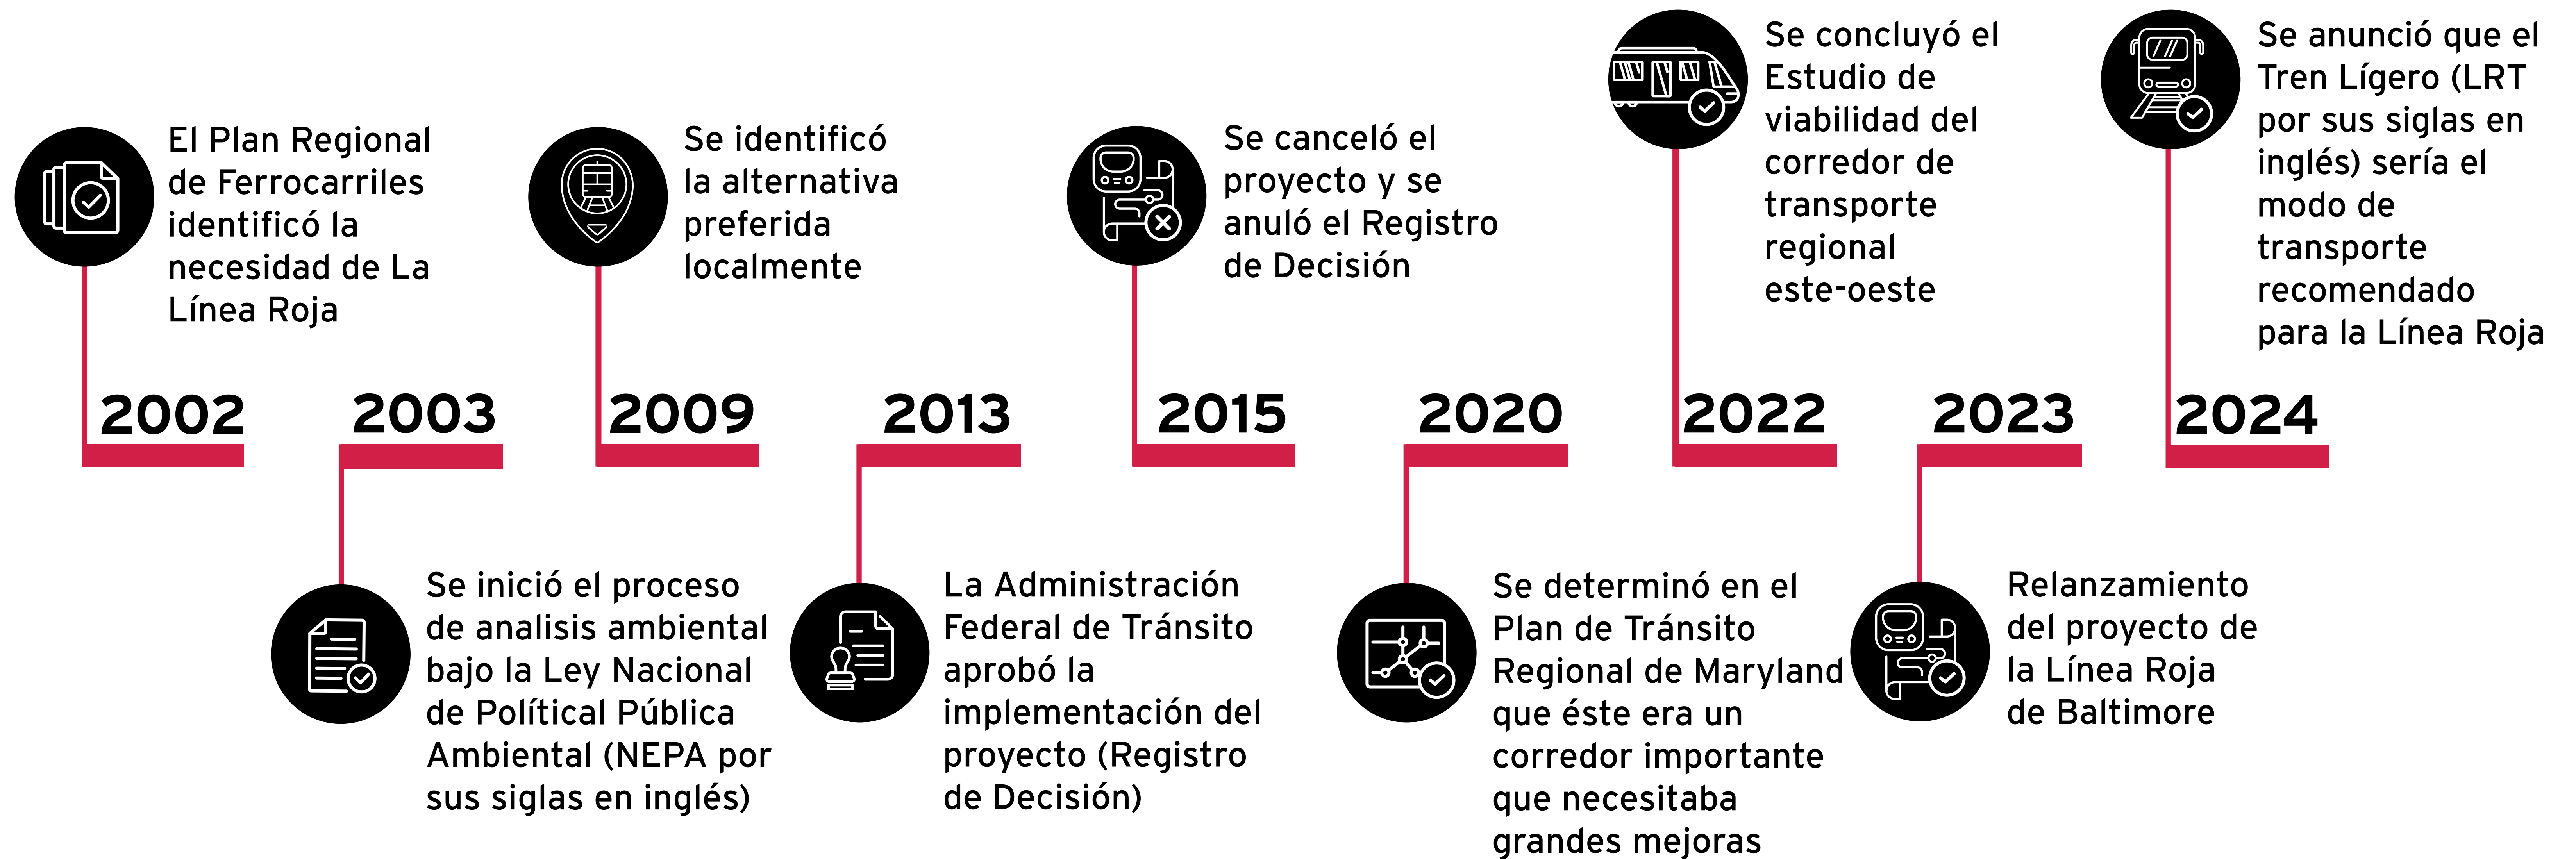 El Plan Regional
de Ferrocarriles
identificó la
necesidad de La
Línea Roja
2002
2003
Se inició el proceso
de analisis ambiental
bajo la Ley Nacional
de Polítical Pública
Ambiental (NEPA por
sus siglas en inglés)
Se identificó
la alternativa
preferida
localmente
2009
2013
La Administración
Federal de Tránsito
aprobó la
implementación del
proyecto (Registro
de Decisión)
Se canceló el
proyecto y se
anuló el Registro
de Decisión
2015
2020
Se determinó en el
Plan de Tránsito
Regional de Maryland
que éste era un
corredor importante
que necesitaba
grandes mejoras
Se concluyó el
Estudio de
viabilidad del
corredor de
transporte
regional
este-oeste
2022
2023
Relanzamiento
del proyecto de
la Línea Roja
de Baltimore
Se anunció que el
Tren Lígero (LRT
por sus siglas en
inglés) sería el
modo de
transporte
recomendado
para la Línea Roja
2024